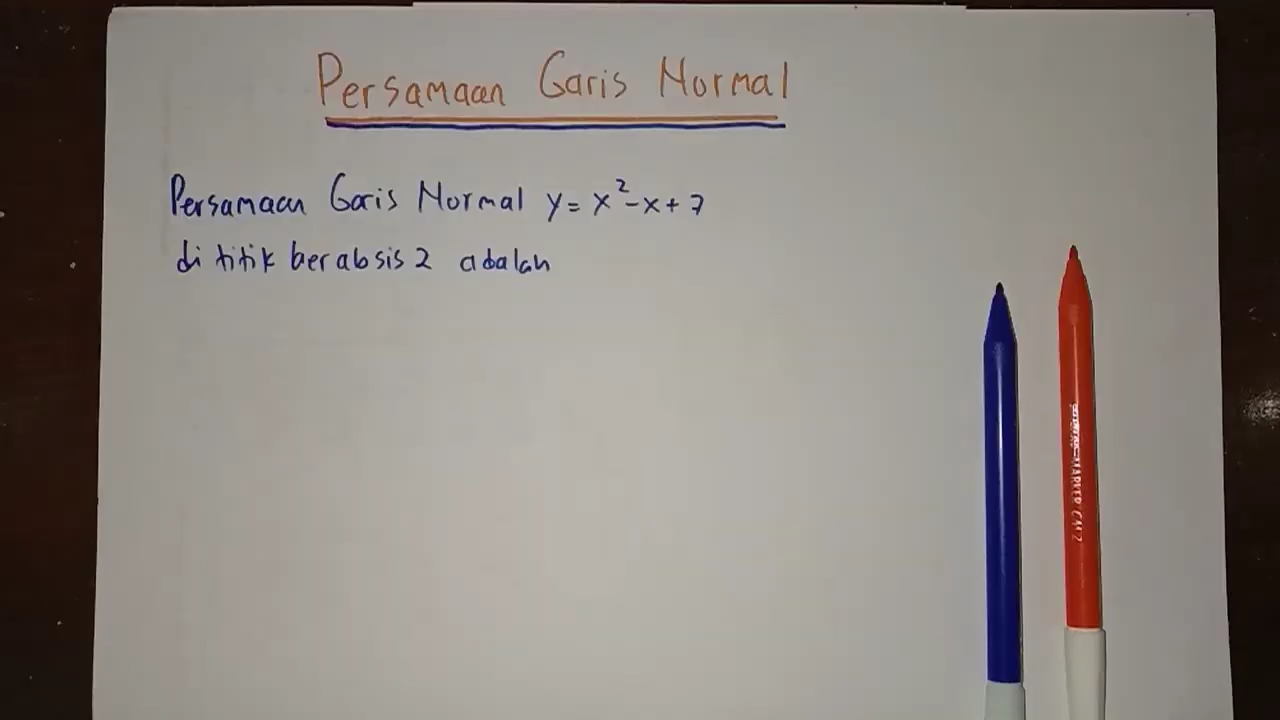 Persamaan Garis Normal
Persamaan Garis Normal y = x²-x+7
di titik berabsis 2 adalah